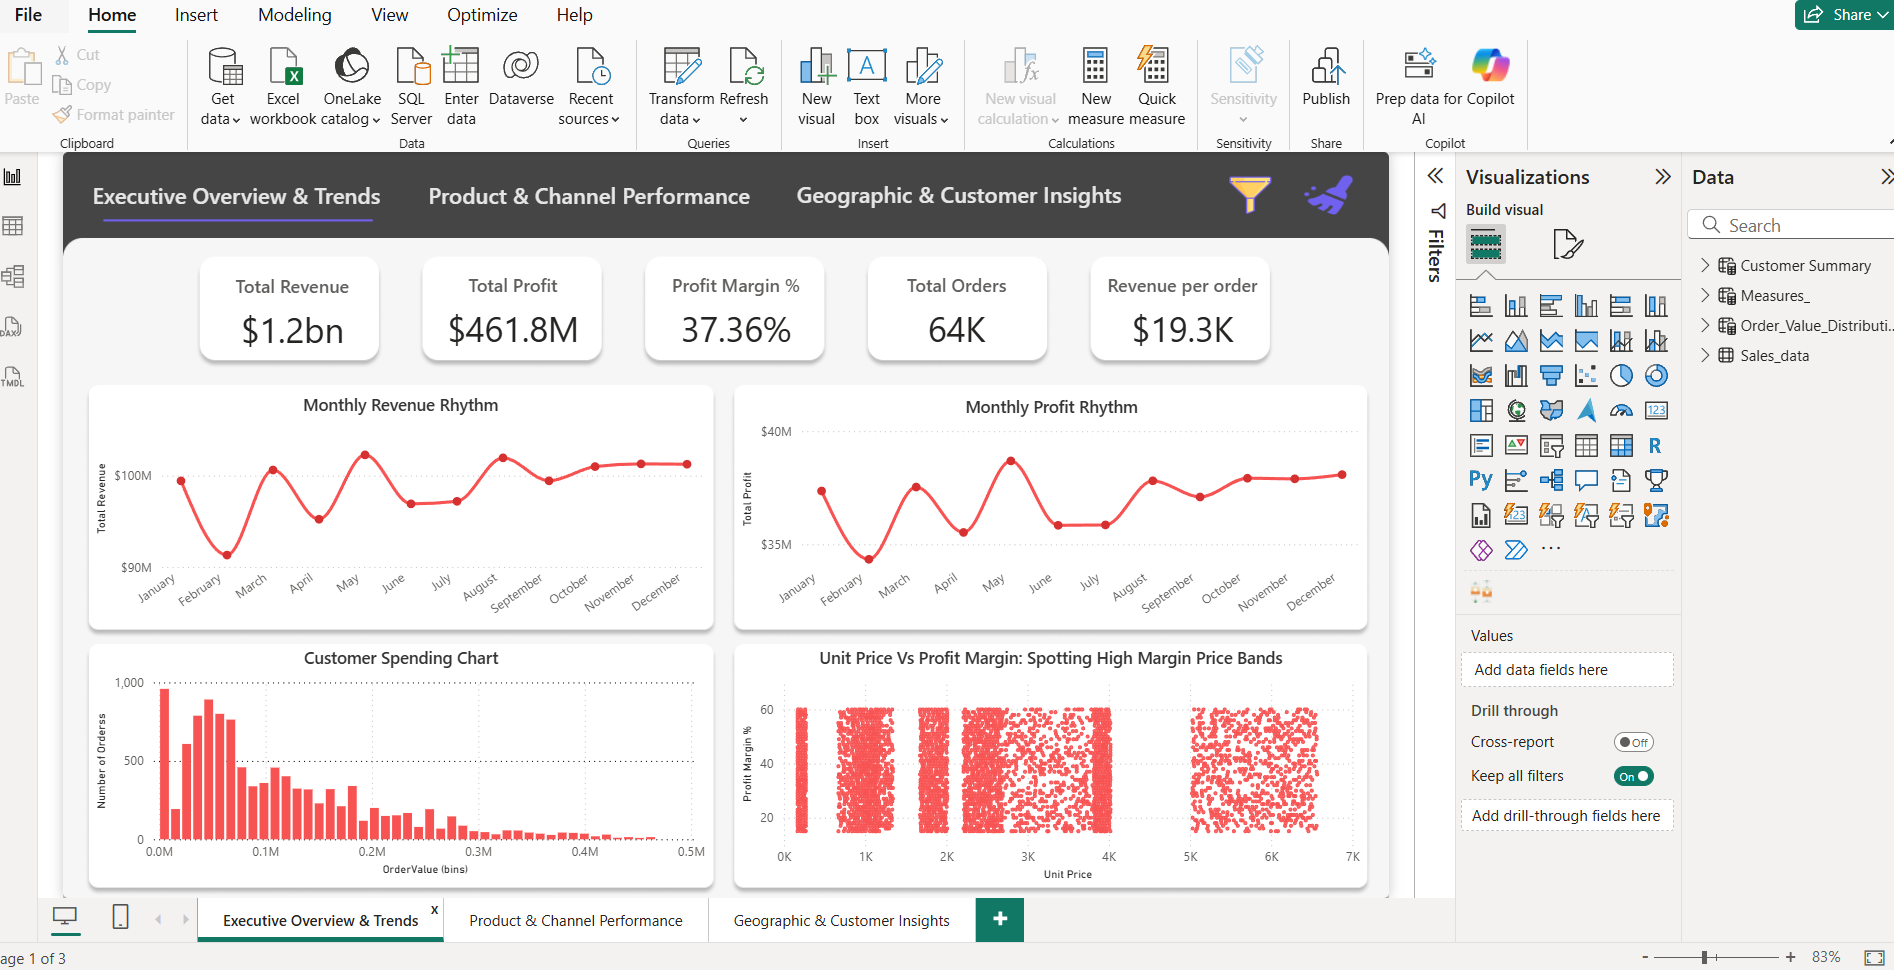 File
Home
Insert
Modeling
View
Optimize
Help
Share
Paste
Cut
Copy
Format painter
Clipboard
Get
data
Excel
workbook
OneLake
catalog
SQL
Server
Enter
data
Dataverse
Recent
sources
Data
Transform
data
Refresh
Queries
New
visual
A
Text
box
More
visuals
Insert
New visual
calculation
New
measure
Quick
measure
Calculations
Sensitivity
Sensitivity
Publish
Share
Prep data for
AI
Copilot
Copilot
DAX
TMDL
Executive Overview & Trends
Product & Channel Performance
Geographic & Customer Insights
Total Revenue
$1.2bn
Total Profit
$461.8M
Profit Margin %
37.36%
Total Orders
64K
Revenue per order
$19.3K
Monthly Revenue Rhythm
Total Revenue
$100M
$90M
January
February
March
April
May
June
July
August
September
October
November
December
Monthly Profit Rhythm
Total Profit
$40M
$35M
January
February
March
April
May
June
July
August
September
October
November
December
Customer Spending Chart
Number of Orderss
1,000
500
0
0.0M
0.1M
0.2M
0.3M
0.4M
0.5M
OrderValue (bins)
Unit Price Vs Profit Margin: Spotting High Margin Price Bands
Profit Margin %
60
40
20
0K
1K
2K
3K
4K
5K
6K
7K
Unit Price
Filters
Visualizations
Build visual
123
R
Py
123
Values
Add data fields here
Drill through
Cross-report
Off
Keep all filters
On
Add drill-through fields here
Data
Search
Customer Summary
Measures_
Order_Value_Distributi...
Sales_data
Executive Overview & Trends
x
Product & Channel Performance
Geographic & Customer Insights
+
age 1 of 3
- +
83%